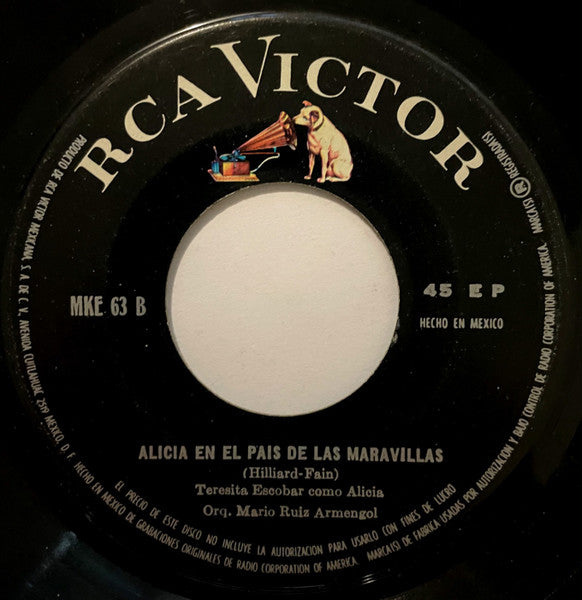 RCA VICTOR
MKE 63 B
45 E P
HECHO EN MEXICO
ALICIA EN EL PAIS DE LAS MARAVILLAS
(Hilliard-Fain)
Teresita Escobar como Alicia
Orq. Mario Ruiz Armengol
PRODUCTO DE RCA VICTOR MEXICANA, S. A. DE C. V., AVENIDA CUITLAHUAC 2519 MEXICO, D. F. HECHO EN MEXICO DE GRABACIONES ORIGINALES DE RADIO CORPORATION OF AMERICA. MARCA(S) DE FABRICA USADAS POR AUTORIZACION Y BAJO CONTROL DE RADIO CORPORATION OF AMERICA. MARCA(S) ® REGISTRADA(S)
EL PRECIO DE ESTE DISCO NO INCLUYE LA AUTORIZACION PARA USARLO CON FINES DE LUCRO